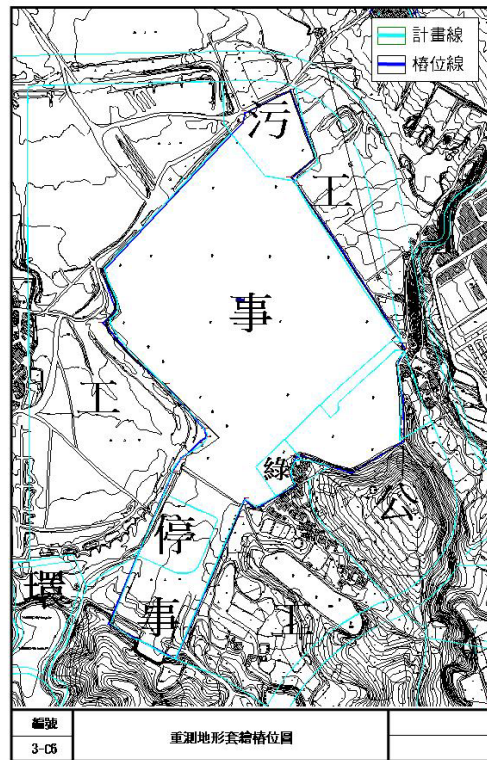 計畫線
樁位線
污
工
事
工
綠
公
停
環
事
工
編號
3-C6
重測地形套繪樁位圖